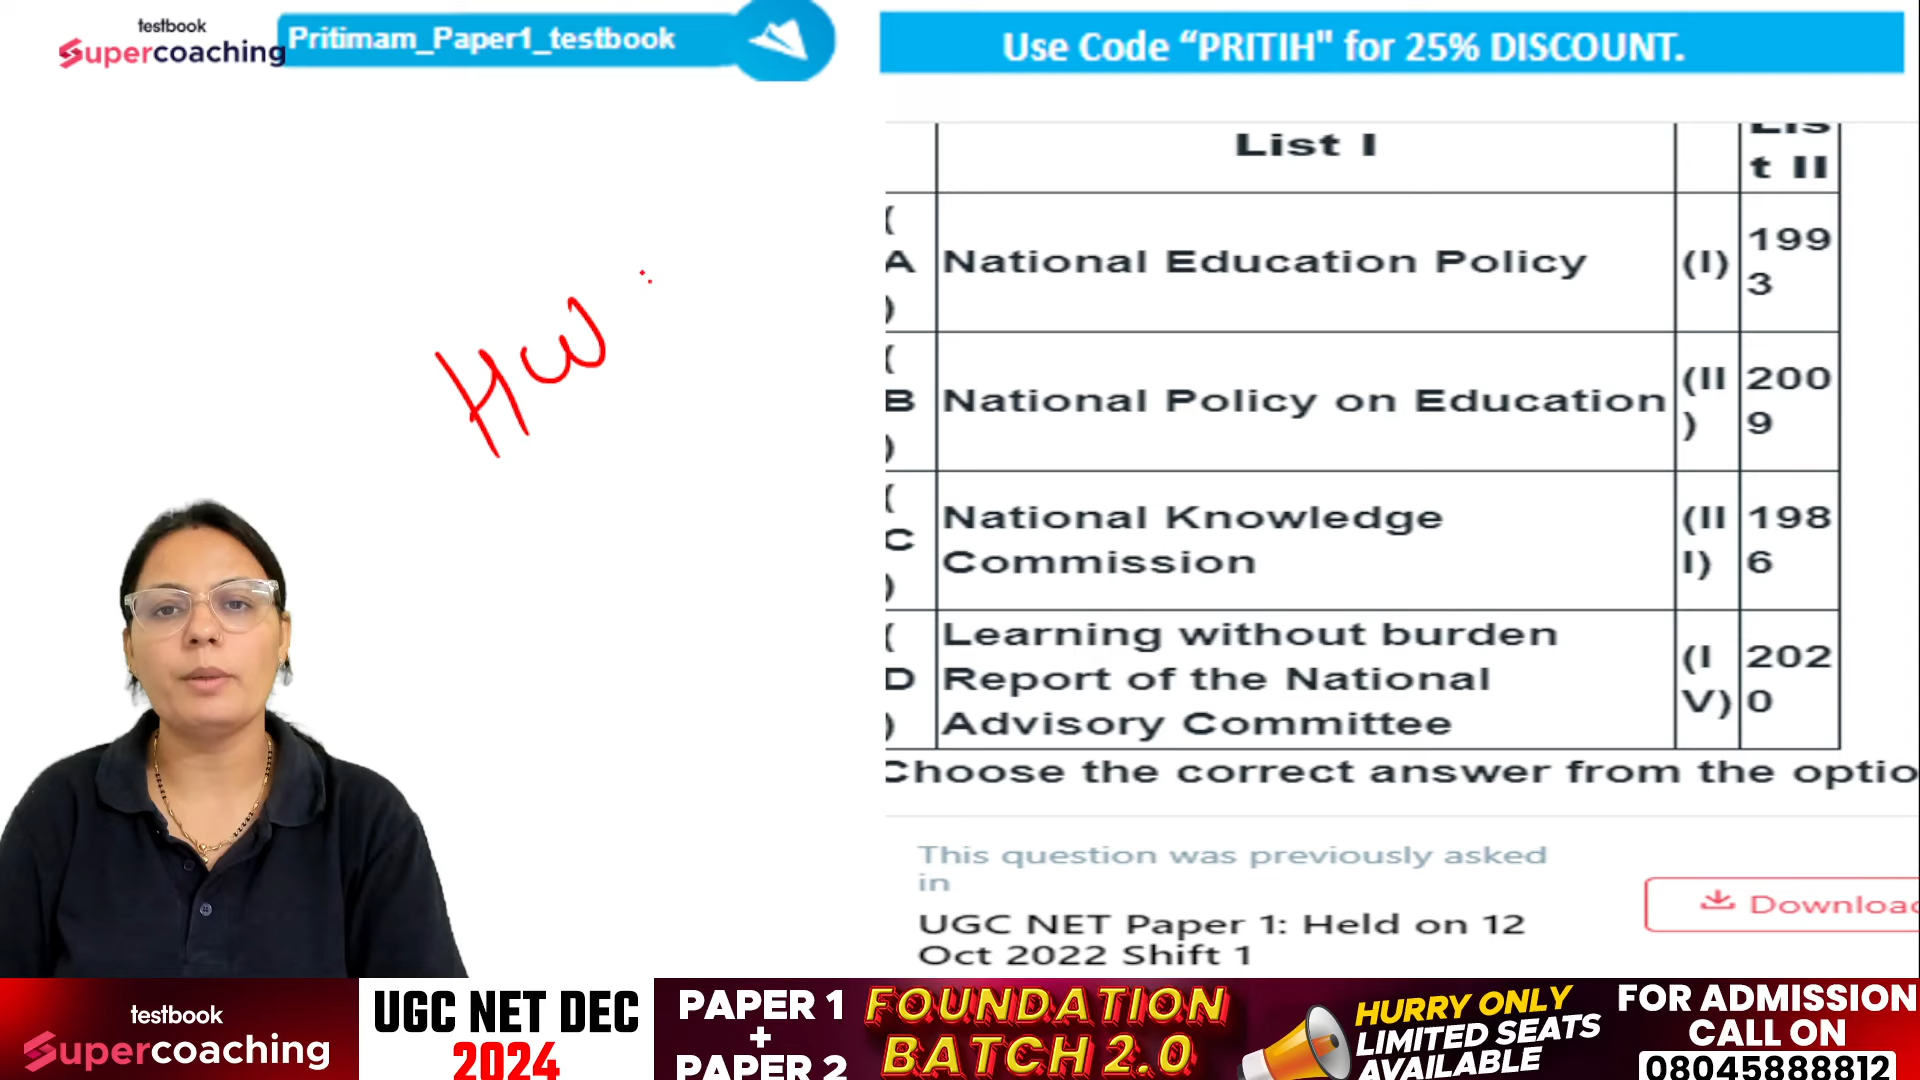 testbook
Supercoaching
Pritimam_Paper1_testbook
Use Code “PRITIH" for 25% DISCOUNT.
HW
List I
List II
(A)
National Education Policy
(I)
1993
(B)
National Policy on Education
(II)
2009
(C)
National Knowledge
Commission
(III)
1986
(D)
Learning without burden
Report of the National
Advisory Committee
(IV)
2020
Choose the correct answer from the optio
This question was previously asked
in
UGC NET Paper 1: Held on 12
Oct 2022 Shift 1
Download
testbook
Supercoaching
UGC NET DEC
2024
PAPER 1
+
PAPER 2
FOUNDATION
BATCH 2.0
HURRY ONLY
LIMITED SEATS
AVAILABLE
FOR ADMISSION
CALL ON
08045888812